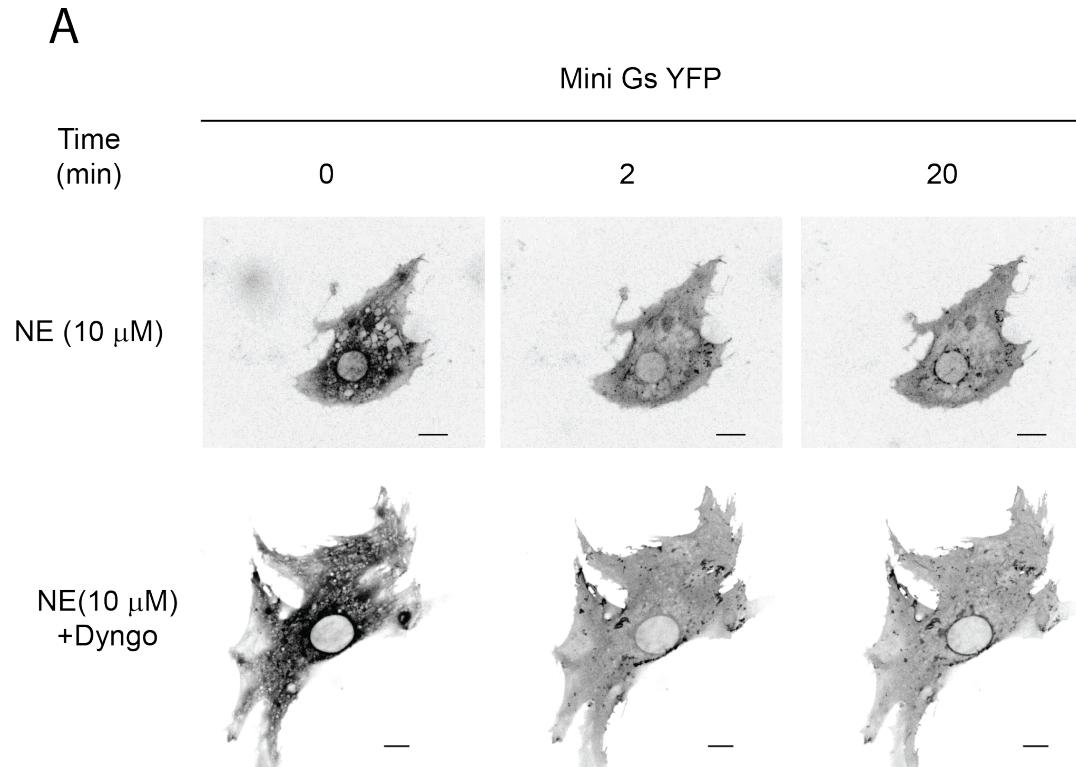 A
Mini Gs YFP
Time
(min)
0
2
20
NE (10 μM)
NE(10 μM)
+Dyngo